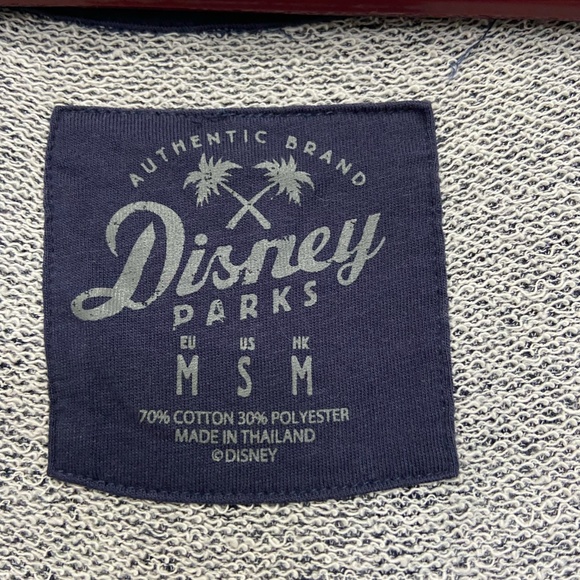 AUTHENTIC BRAND
Disney
PARKS
EU US HK
M S M
70% COTTON 30% POLYESTER
MADE IN THAILAND
©DISNEY